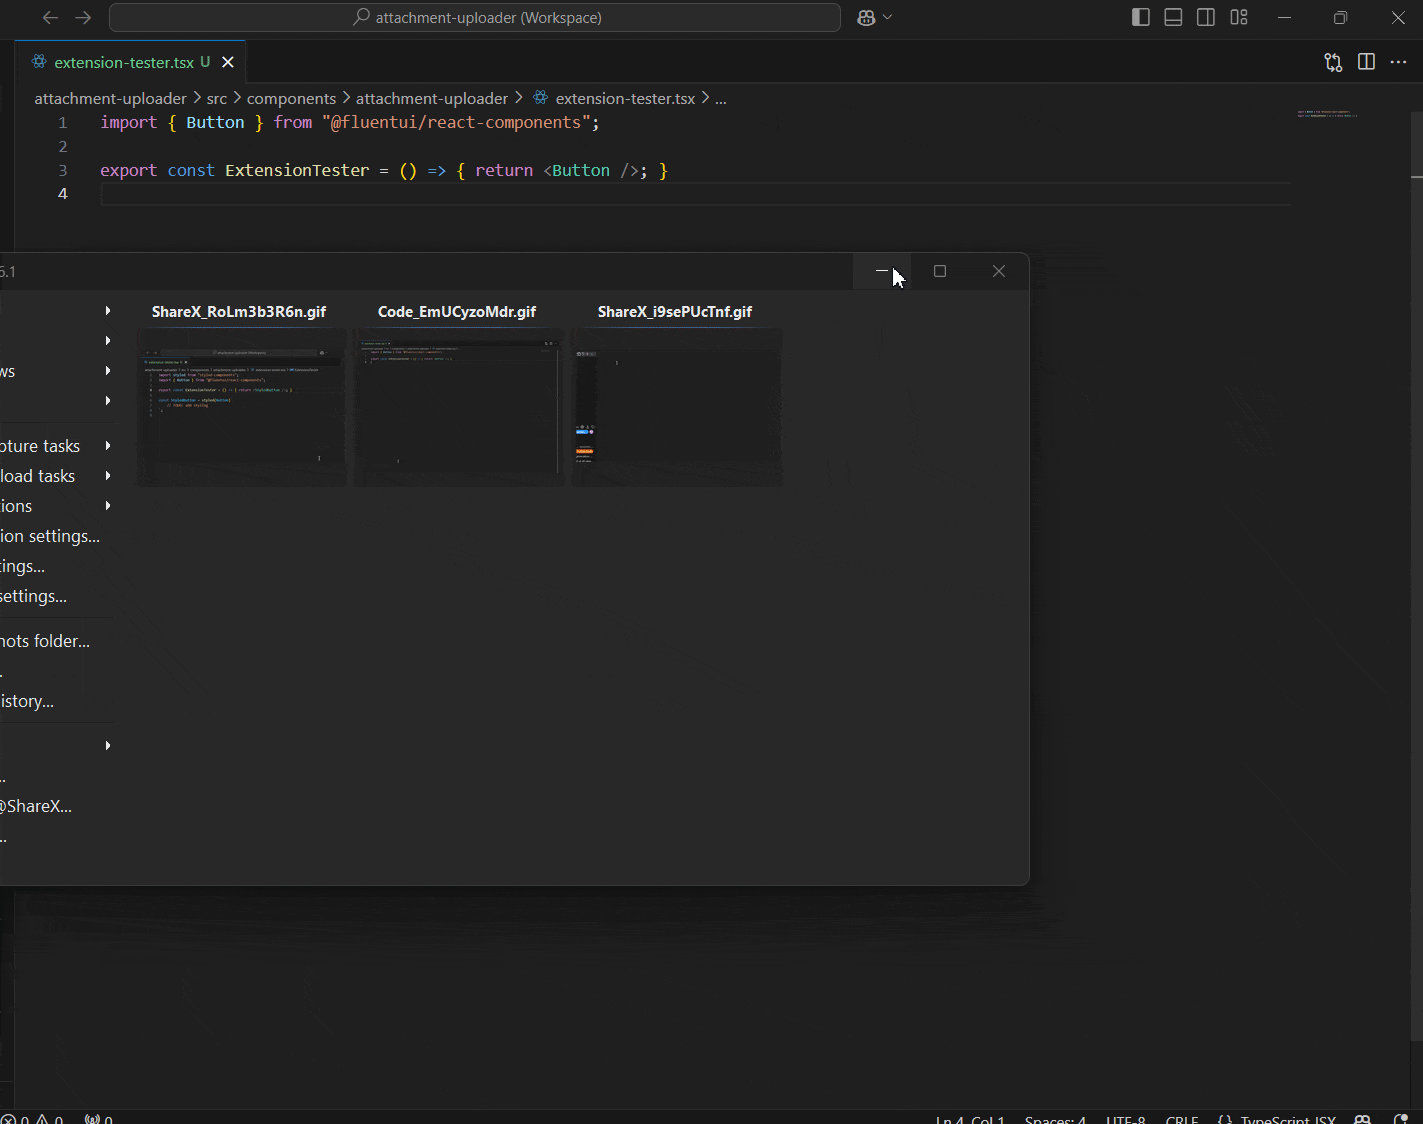 attachment-uploader (Workspace)
extension-tester.tsx U
attachment-uploader > src > components > attachment-uploader > extension-tester.tsx > ...
1 import { Button } from "@fluentui/react-components";
2
3 export const ExtensionTester = () => { return <Button />; }
4
6.1
ShareX_RoLm3b3R6n.gif Code_EmUCyzoMdr.gif ShareX_i9sePUcTnf.gif
ws
pture tasks
load tasks
ions
ion settings...
ings...
settings...
nots folder...
.
istory...
..
@ShareX...
..
0 0 0 Ln 4, Col 1 Spaces: 4 UTF-8 CRLF {} TypeScript JSX